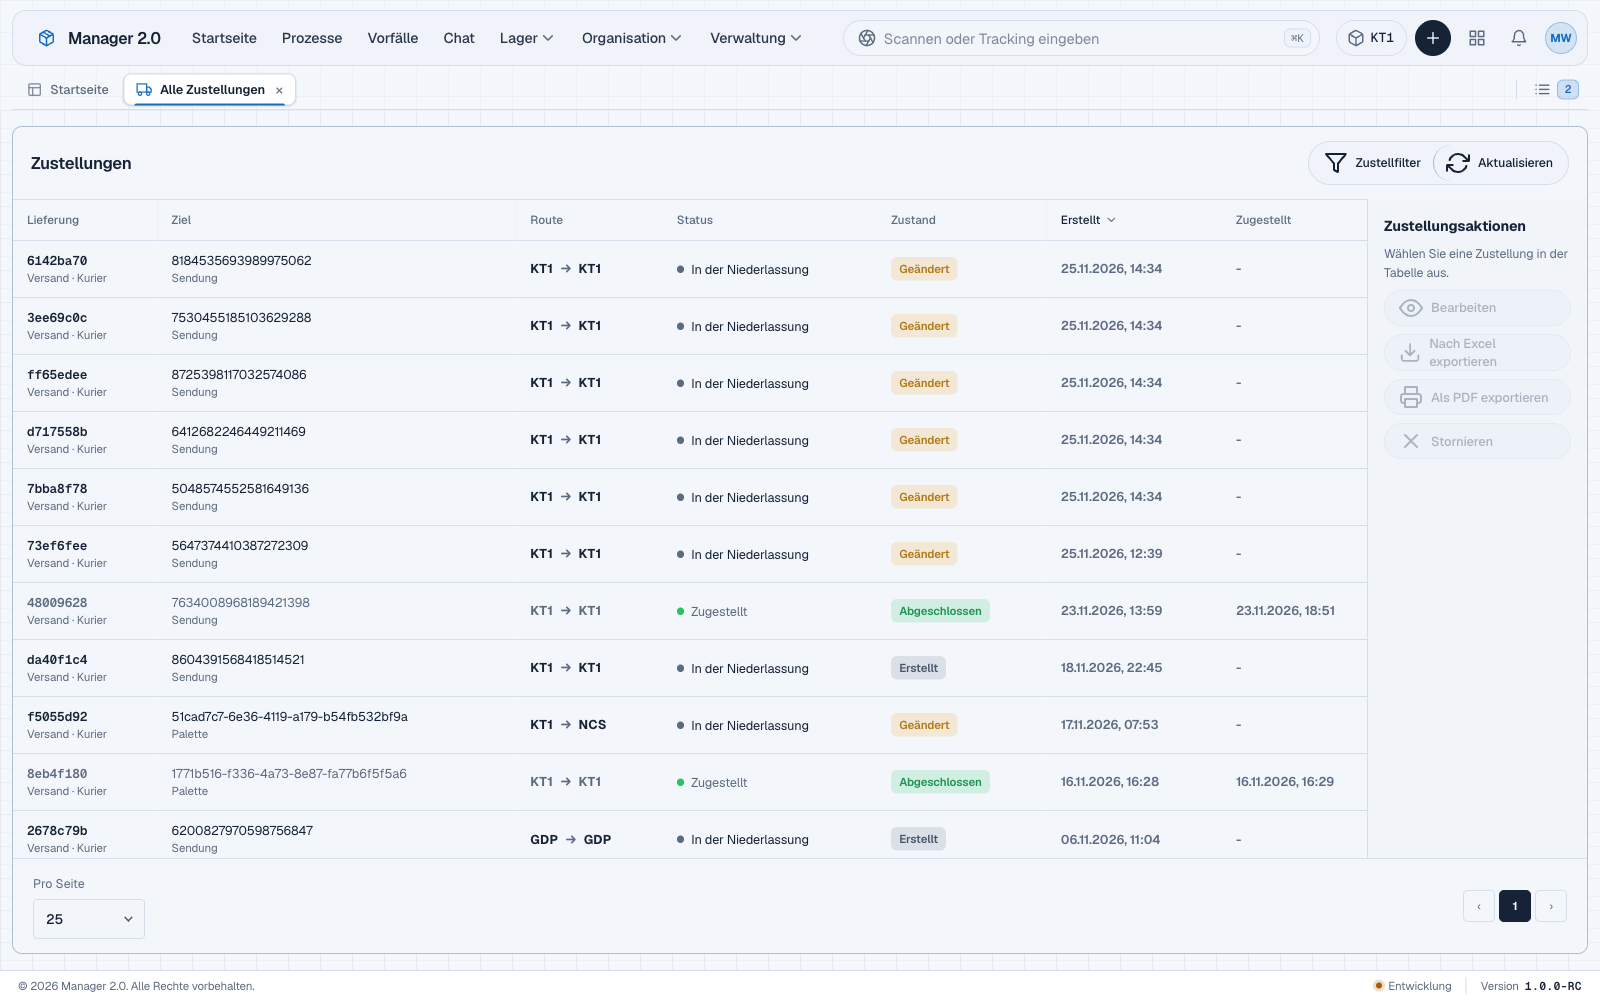 Manager 2.0
Startseite
Prozesse
Vorfälle
Chat
Lager
Organisation
Verwaltung
Scannen oder Tracking eingeben
⌘K
KT1
MW
Startseite
Alle Zustellungen ×
2
Zustellungen
Zustellfilter
Aktualisieren
Lieferung Ziel Route Status Zustand Erstellt Zugestellt
6142ba70 8184535693989975062 KT1 → KT1 In der Niederlassung Geändert 25.11.2026, 14:34 -
Versand · Kurier Sendung
3ee69c0c 7530455185103629288 KT1 → KT1 In der Niederlassung Geändert 25.11.2026, 14:34 -
Versand · Kurier Sendung
ff65edee 8725398117032574086 KT1 → KT1 In der Niederlassung Geändert 25.11.2026, 14:34 -
Versand · Kurier Sendung
d717558b 6412682246449211469 KT1 → KT1 In der Niederlassung Geändert 25.11.2026, 14:34 -
Versand · Kurier Sendung
7bba8f78 5048574552581649136 KT1 → KT1 In der Niederlassung Geändert 25.11.2026, 14:34 -
Versand · Kurier Sendung
73ef6fee 5647374410387272309 KT1 → KT1 In der Niederlassung Geändert 25.11.2026, 12:39 -
Versand · Kurier Sendung
48009628 7634008968189421398 KT1 → KT1 Zugestellt Abgeschlossen 23.11.2026, 13:59 23.11.2026, 18:51
Versand · Kurier Sendung
da40f1c4 8604391568418514521 KT1 → KT1 In der Niederlassung Erstellt 18.11.2026, 22:45 -
Versand · Kurier Sendung
f5055d92 51cad7c7-6e36-4119-a179-b54fb532bf9a KT1 → NCS In der Niederlassung Geändert 17.11.2026, 07:53 -
Versand · Kurier Palette
8eb4f180 1771b516-f336-4a73-8e87-fa77b6f5f5a6 KT1 → KT1 Zugestellt Abgeschlossen 16.11.2026, 16:28 16.11.2026, 16:29
Versand · Kurier Palette
2678c79b 6200827970598756847 GDP → GDP In der Niederlassung Erstellt 06.11.2026, 11:04 -
Versand · Kurier Sendung
Zustellungsaktionen
Wählen Sie eine Zustellung in der
Tabelle aus.
Bearbeiten
Nach Excel
exportieren
Als PDF exportieren
Stornieren
Pro Seite
25
‹ 1 ›
© 2026 Manager 2.0. Alle Rechte vorbehalten.
Entwicklung
Version 1.0.0-RC